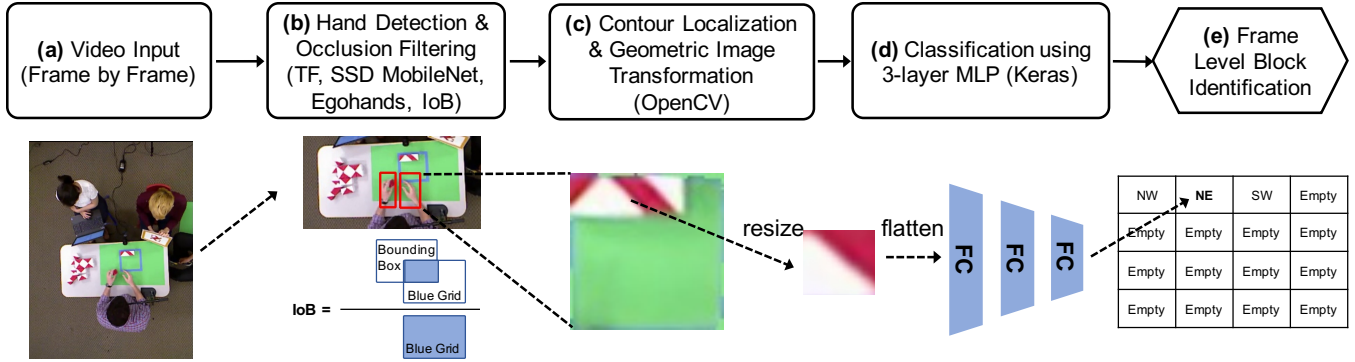 (a) Video Input
(Frame by Frame)
(b) Hand Detection &
Occlusion Filtering
(TF, SSD MobileNet,
Egohands, IoB)
(c) Contour Localization
& Geometric Image
Transformation
(OpenCV)
(d) Classification using
3-layer MLP (Keras)
(e) Frame
Level Block
Identification
Bounding
Box
Blue Grid
IoB =
Blue Grid
resize
flatten
FC
FC
FC
NW NE SW Empty
Empty Empty Empty Empty
Empty Empty Empty Empty
Empty Empty Empty Empty